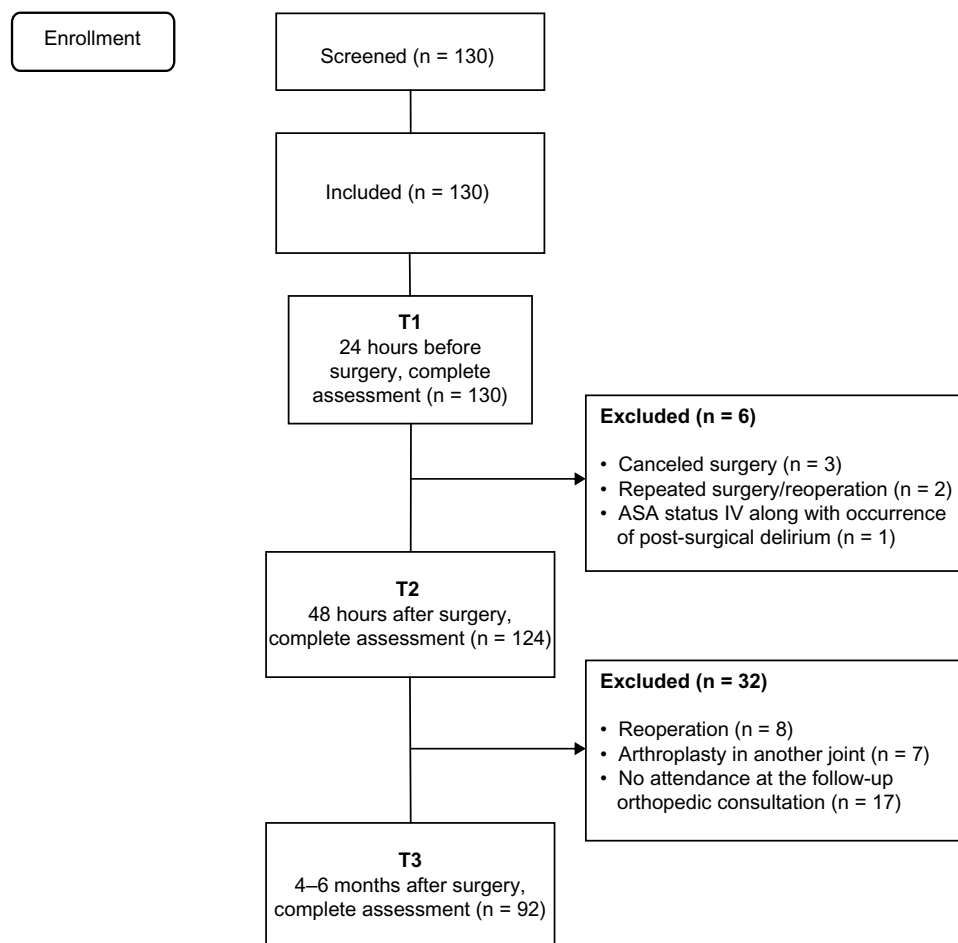 Enrollment
Screened (n = 130)
Included (n = 130)
T1
24 hours before
surgery, complete
assessment (n = 130)
Excluded (n = 6)
• Canceled surgery (n = 3)
• Repeated surgery/reoperation (n = 2)
• ASA status IV along with occurrence
of post-surgical delirium (n = 1)
T2
48 hours after surgery,
complete assessment (n = 124)
Excluded (n = 32)
• Reoperation (n = 8)
• Arthroplasty in another joint (n = 7)
• No attendance at the follow-up
orthopedic consultation (n = 17)
T3
4–6 months after surgery,
complete assessment (n = 92)